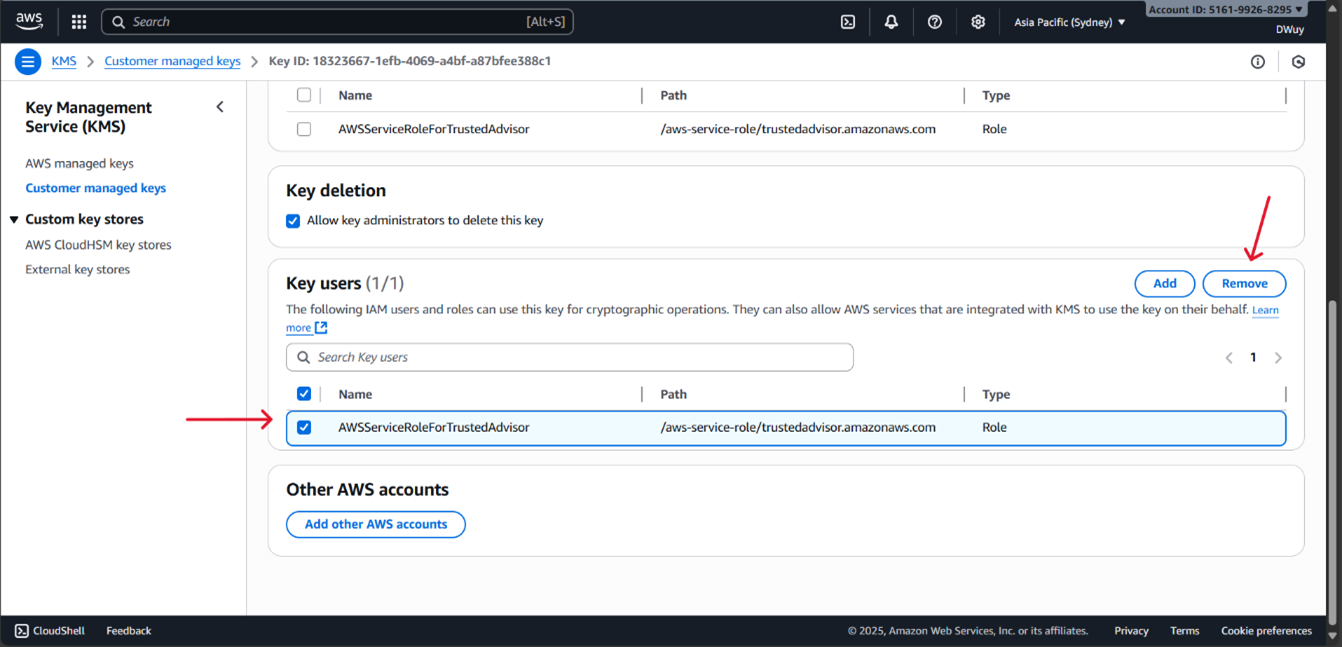 aws
Search [Alt+S]
Asia Pacific (Sydney)
Account ID: 5161-9926-8295
DWuy
KMS
Customer managed keys
Key ID: 18323667-1efb-4069-a4bf-a87bfee388c1
Key Management
Service (KMS)
AWS managed keys
Customer managed keys
Custom key stores
AWS CloudHSM key stores
External key stores
Name Path Type
AWSServiceRoleForTrustedAdvisor /aws-service-role/trustedadvisor.amazonaws.com Role
Key deletion
Allow key administrators to delete this key
Key users (1/1)
Add Remove
The following IAM users and roles can use this key for cryptographic operations. They can also allow AWS services that are integrated with KMS to use the key on their behalf. Learn
more
Search Key users
1
Name Path Type
AWSServiceRoleForTrustedAdvisor /aws-service-role/trustedadvisor.amazonaws.com Role
Other AWS accounts
Add other AWS accounts
CloudShell Feedback © 2025, Amazon Web Services, Inc. or its affiliates. Privacy Terms Cookie preferences